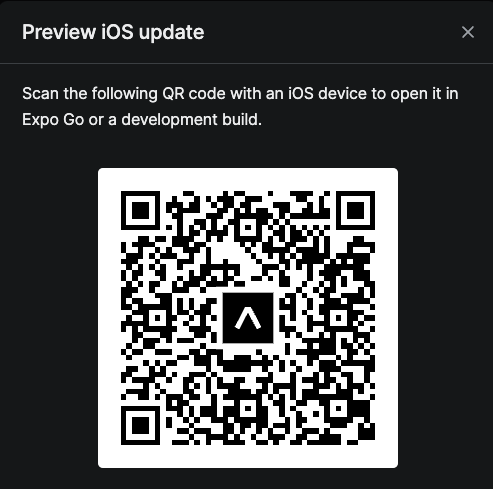 Preview iOS update
Scan the following QR code with an iOS device to open it in
Expo Go or a development build.